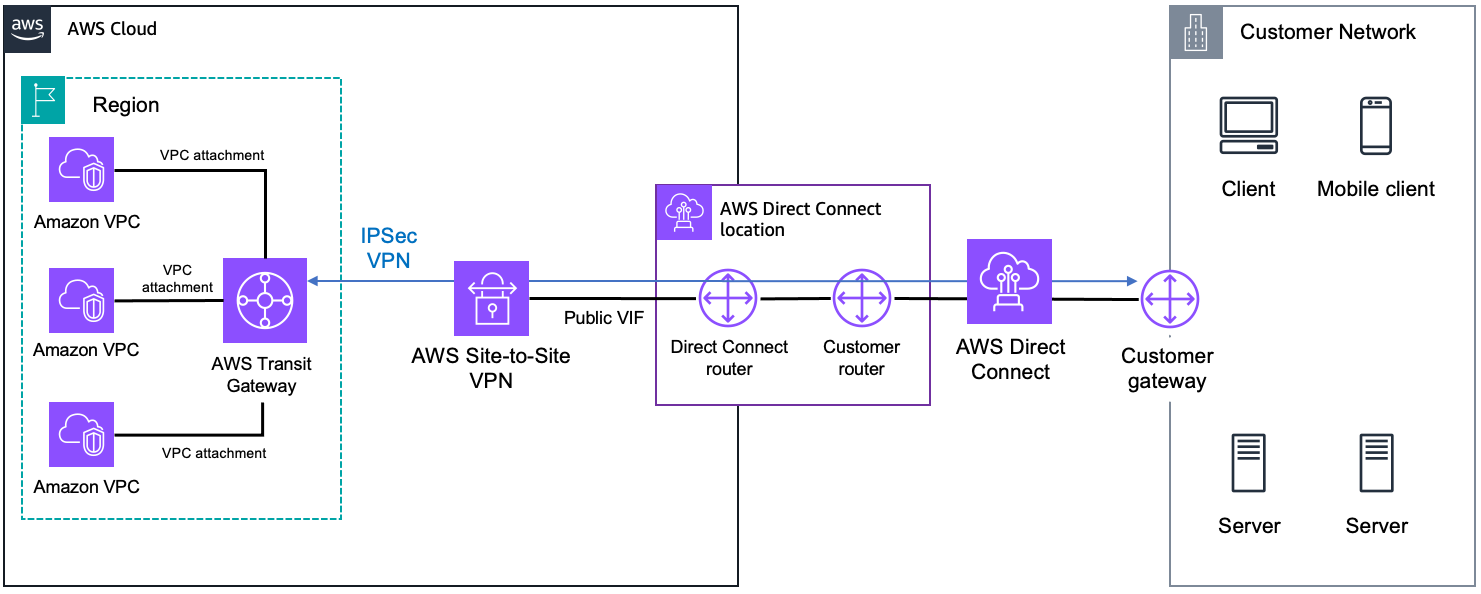 aws
AWS Cloud
Region
VPC attachment
Amazon VPC
VPC
attachment
Amazon VPC
AWS Transit
Gateway
VPC attachment
Amazon VPC
IPSec
VPN
AWS Site-to-Site
VPN
Public VIF
AWS Direct Connect
location
Direct Connect
router
Customer
router
AWS Direct
Connect
Customer
gateway
Customer Network
Client
Mobile client
Server
Server